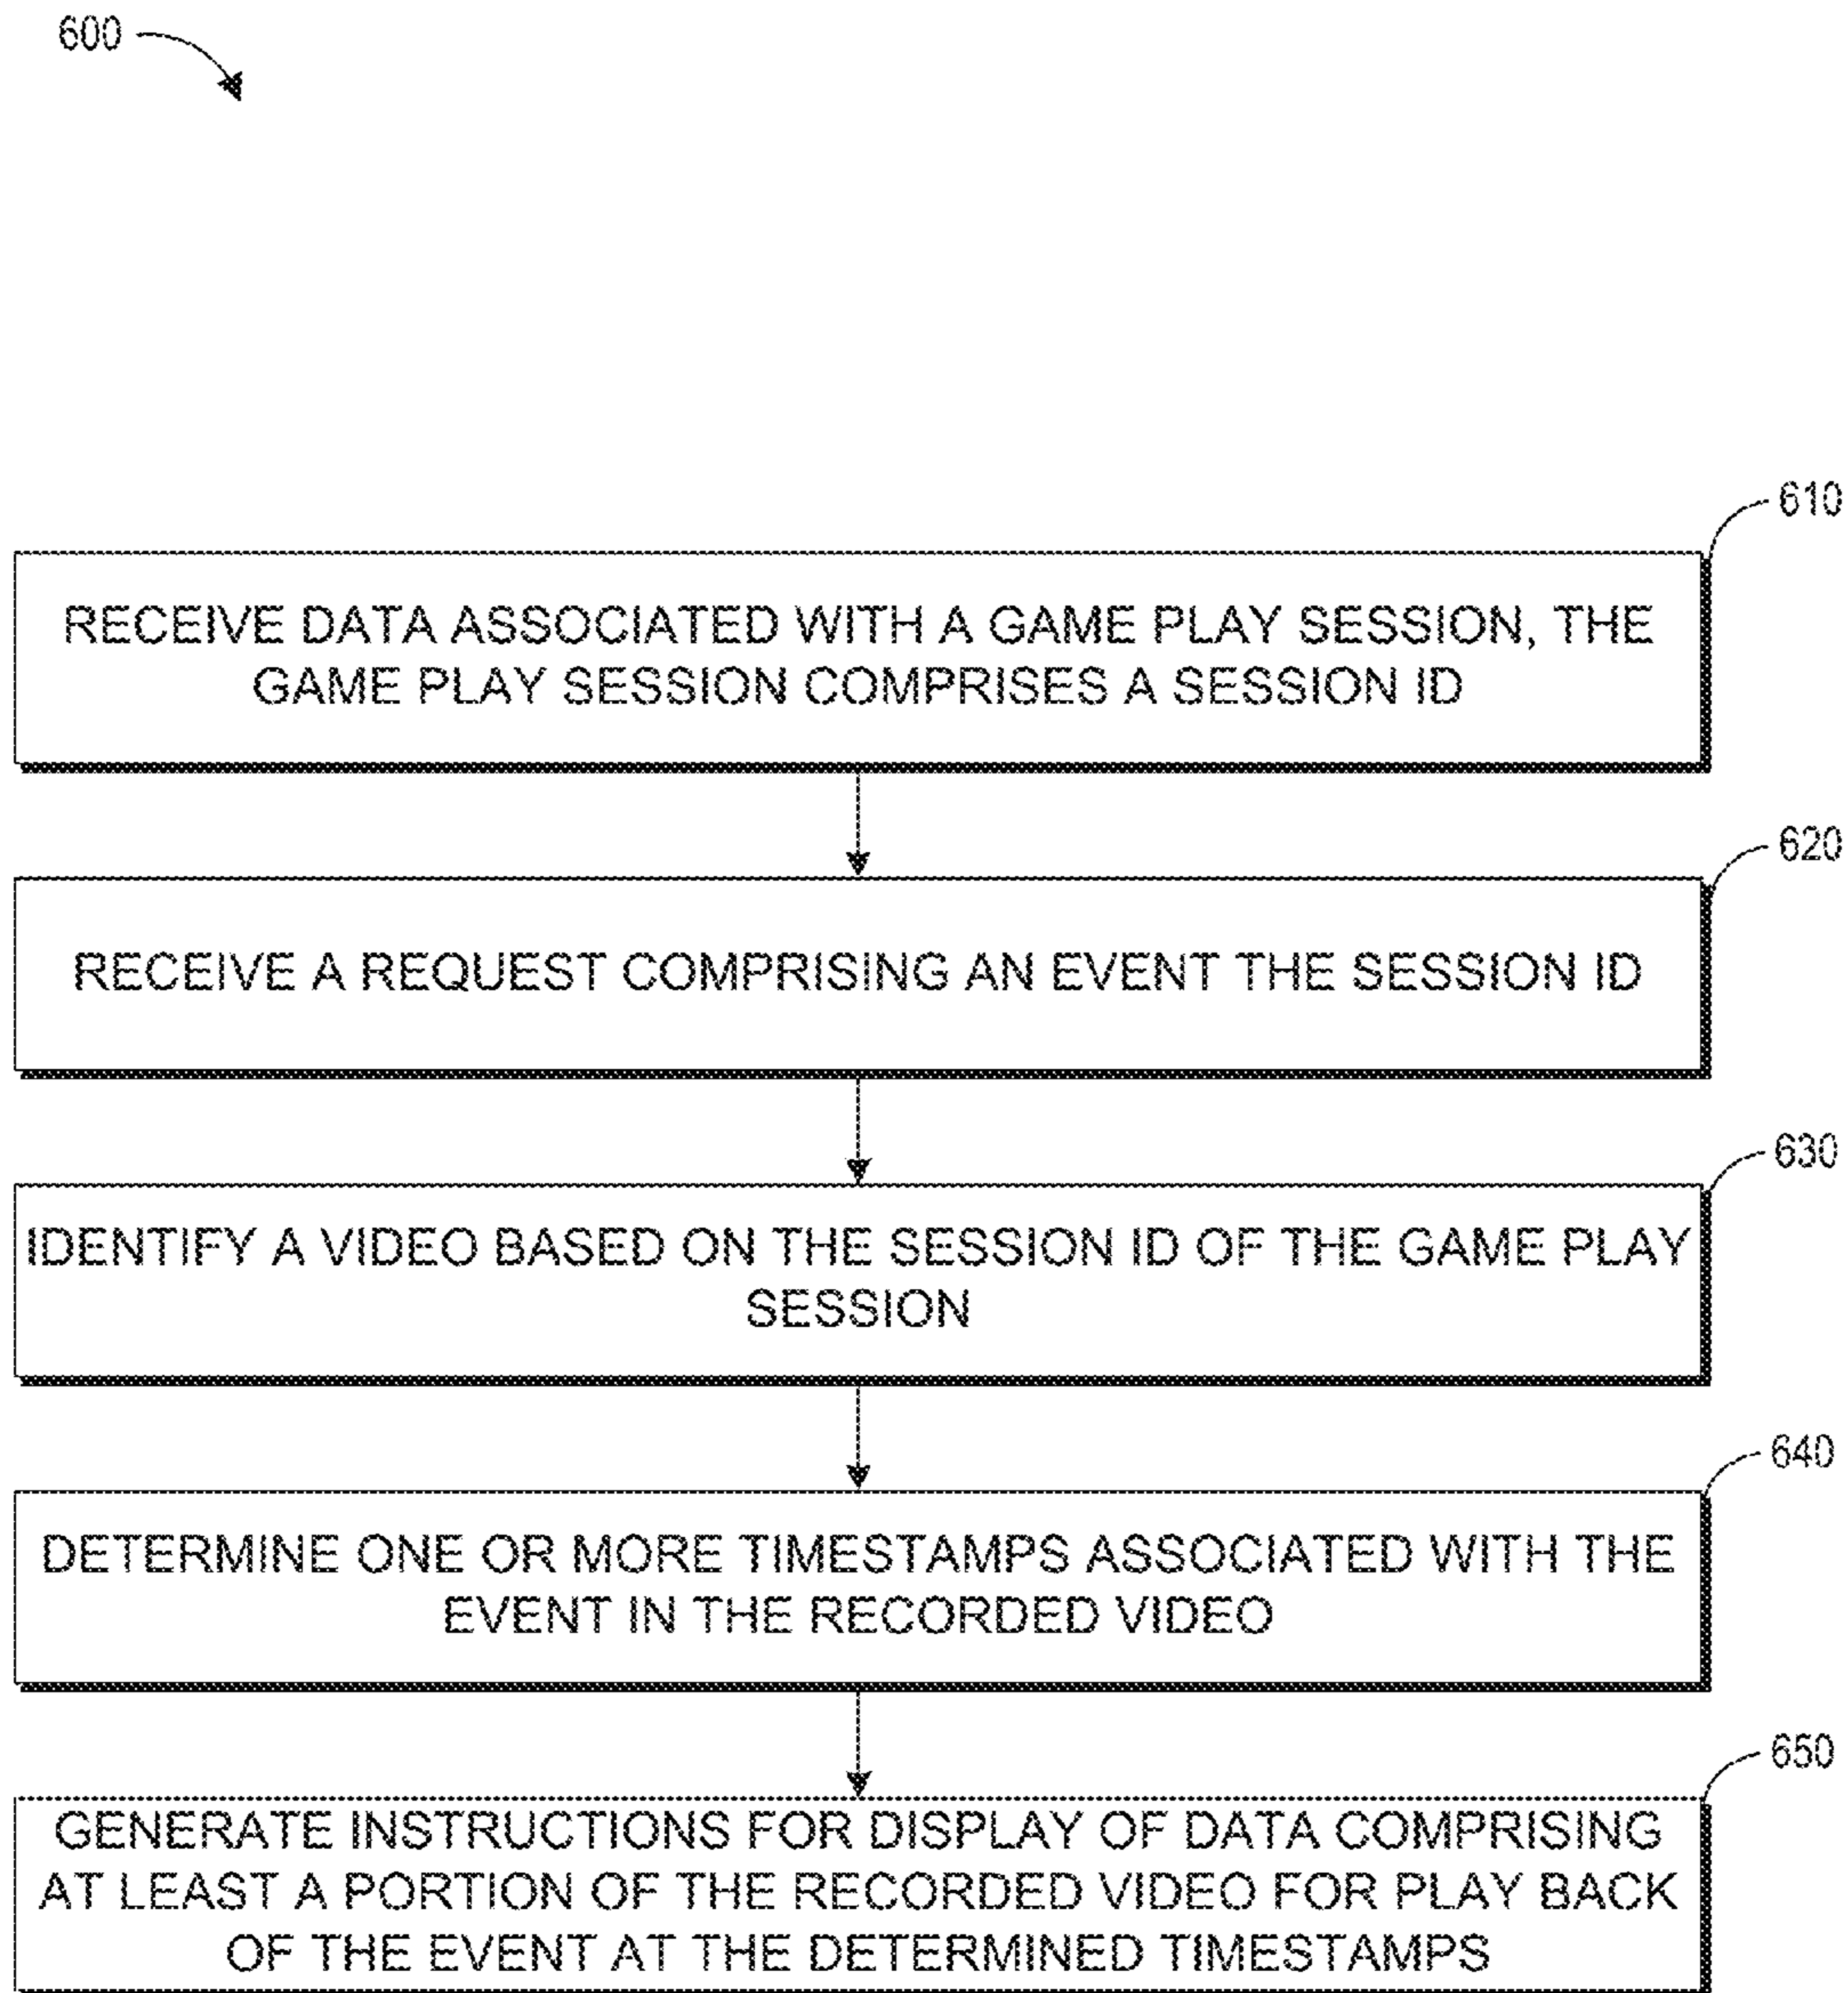 600
610
RECEIVE DATA ASSOCIATED WITH A GAME PLAY SESSION, THE
GAME PLAY SESSION COMPRISES A SESSION ID
620
RECEIVE A REQUEST COMPRISING AN EVENT THE SESSION ID
630
IDENTIFY A VIDEO BASED ON THE SESSION ID OF THE GAME PLAY
SESSION
640
DETERMINE ONE OR MORE TIMESTAMPS ASSOCIATED WITH THE
EVENT IN THE RECORDED VIDEO
650
GENERATE INSTRUCTIONS FOR DISPLAY OF DATA COMPRISING
AT LEAST A PORTION OF THE RECORDED VIDEO FOR PLAY BACK
OF THE EVENT AT THE DETERMINED TIMESTAMPS